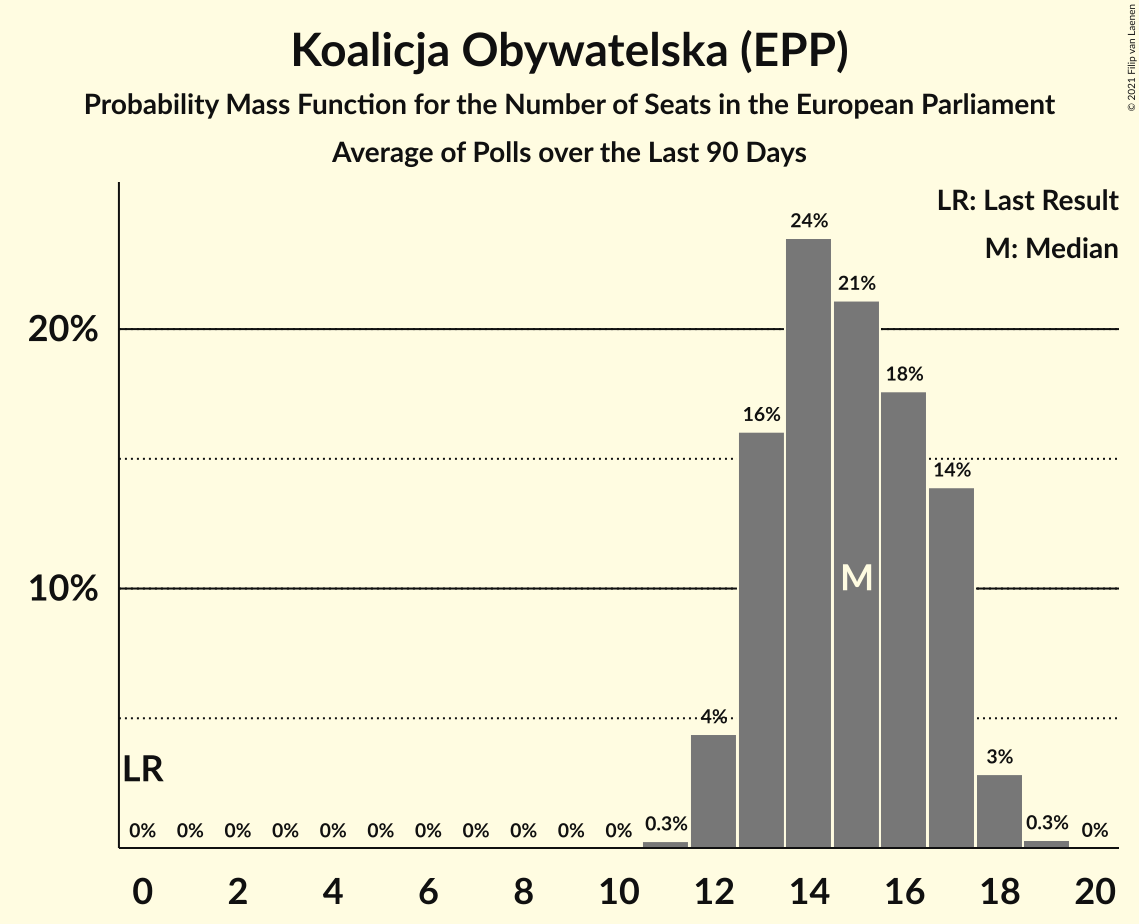 Koalicja Obywatelska (EPP)
Probability Mass Function for the Number of Seats in the European Parliament
Average of Polls over the Last 90 Days
© 2021 Filip van Laenen
LR: Last Result
M: Median
24%
21%
20%
18%
16%
14%
10%
M
4%
3%
LR
0% 0% 0% 0% 0% 0% 0% 0% 0% 0% 0% 0.3% 0.3% 0%
0 2 4 6 8 10 12 14 16 18 20